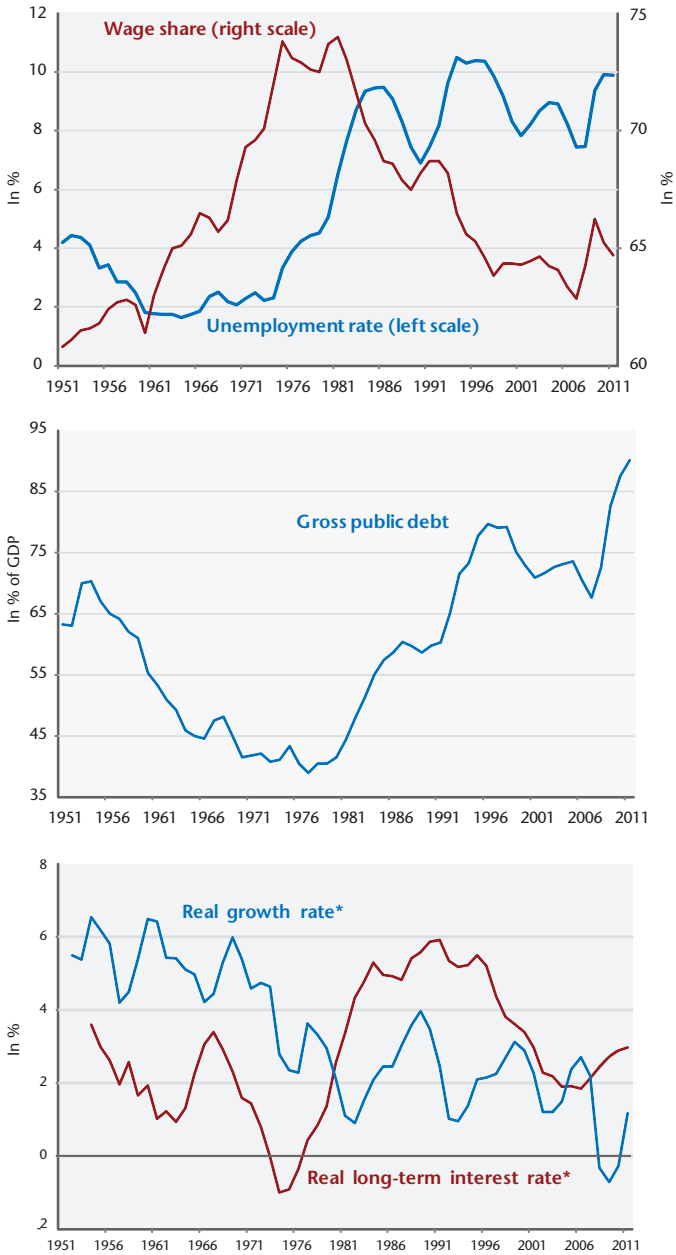 12
10
8
6
4
2
0
In %
Wage share (right scale)
Unemployment rate (left scale)
75
70
65
60
In %
1951 1956 1961 1966 1971 1976 1981 1986 1991 1996 2001 2006 2011
95
85
75
65
55
45
35
In % of GDP
Gross public debt
1951 1956 1961 1966 1971 1976 1981 1986 1991 1996 2001 2006 2011
8
6
4
2
0
-2
In %
Real growth rate*
Real long-term interest rate*
1951 1956 1961 1966 1971 1976 1981 1986 1991 1996 2001 2006 2011